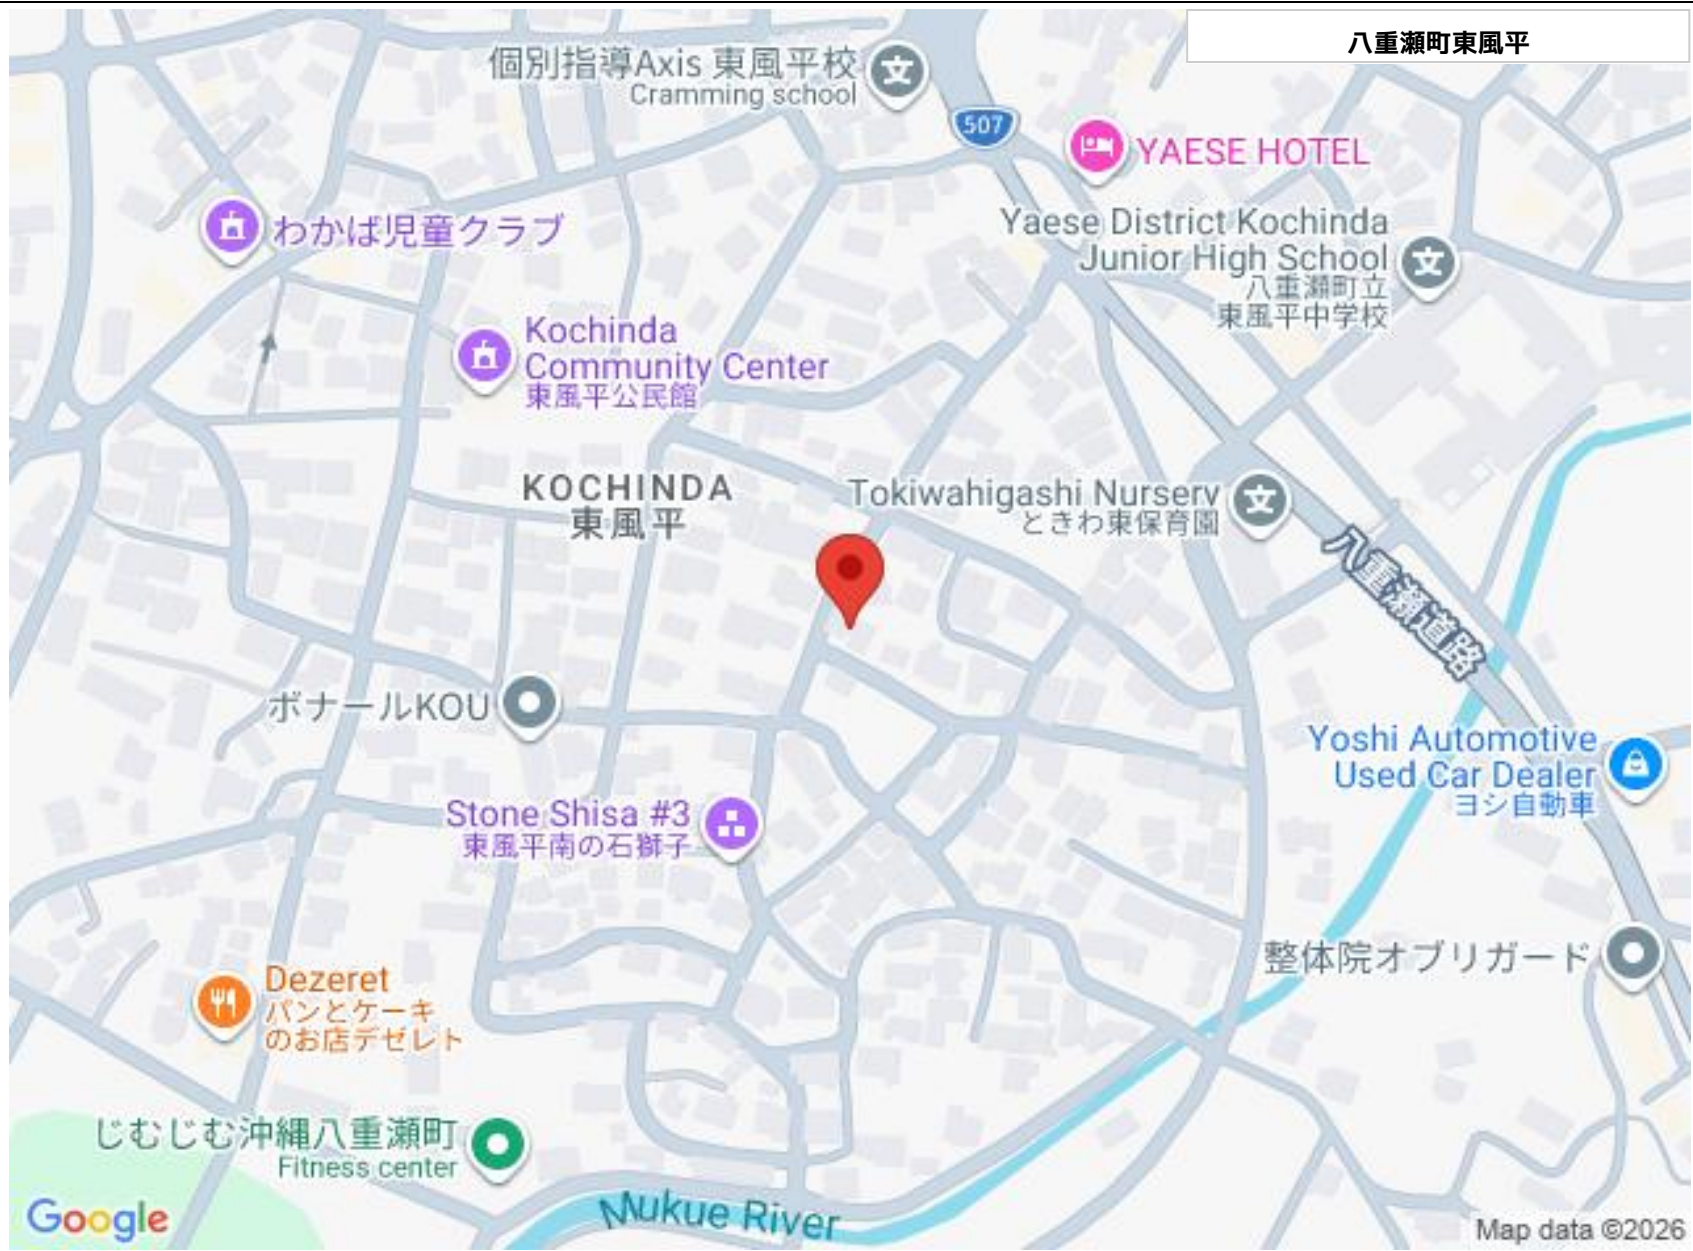 八重瀬町東風平
個別指導Axis 東風平校
Cramming school
507
YAESE HOTEL
わかば児童クラブ
Yaese District Kochinda
Junior High School
八重瀬町立
東風平中学校
Kochinda
Community Center
東風平公民館
KOCHINDA
東風平
Tokiwahigashi Nurserv
ときわ東保育園
八重瀬道路
ボナールKOU
Yoshi Automotive
Used Car Dealer
ヨシ自動車
Stone Shisa #3
東風平南の石獅子
整体院オブリガード
Dezeret
パンとケーキ
のお店デゼレト
じむじむ沖縄八重瀬町
Fitness center
Mukue River
Google
Map data ©2026